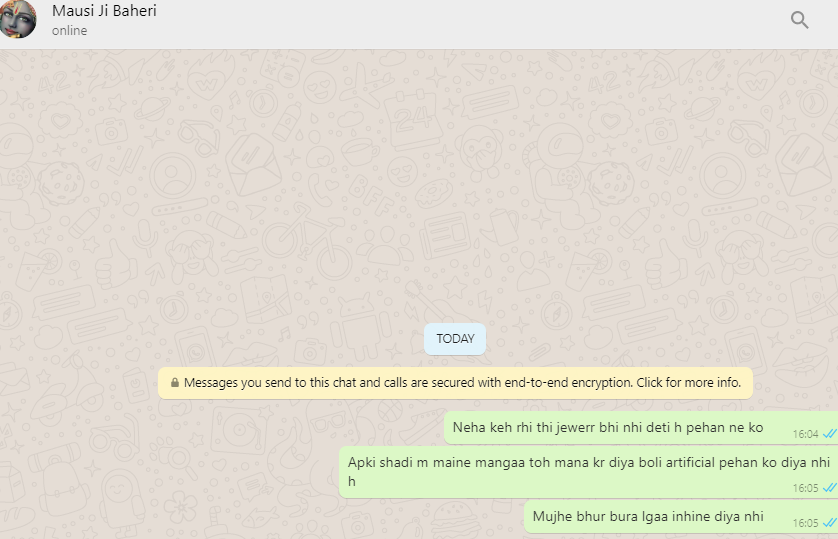 Mausi Ji Baheri
online
TODAY
Messages you send to this chat and calls are secured with end-to-end encryption. Click for more info.
Neha keh rhi thi jewerr bhi nhi deti h pehan ne ko
16:04
Apki shadi m maine mangaa toh mana kr diya boli artificial pehan ko diya nhi
h
16:05
Mujhe bhur bura lgaa inhine diya nhi
16:05